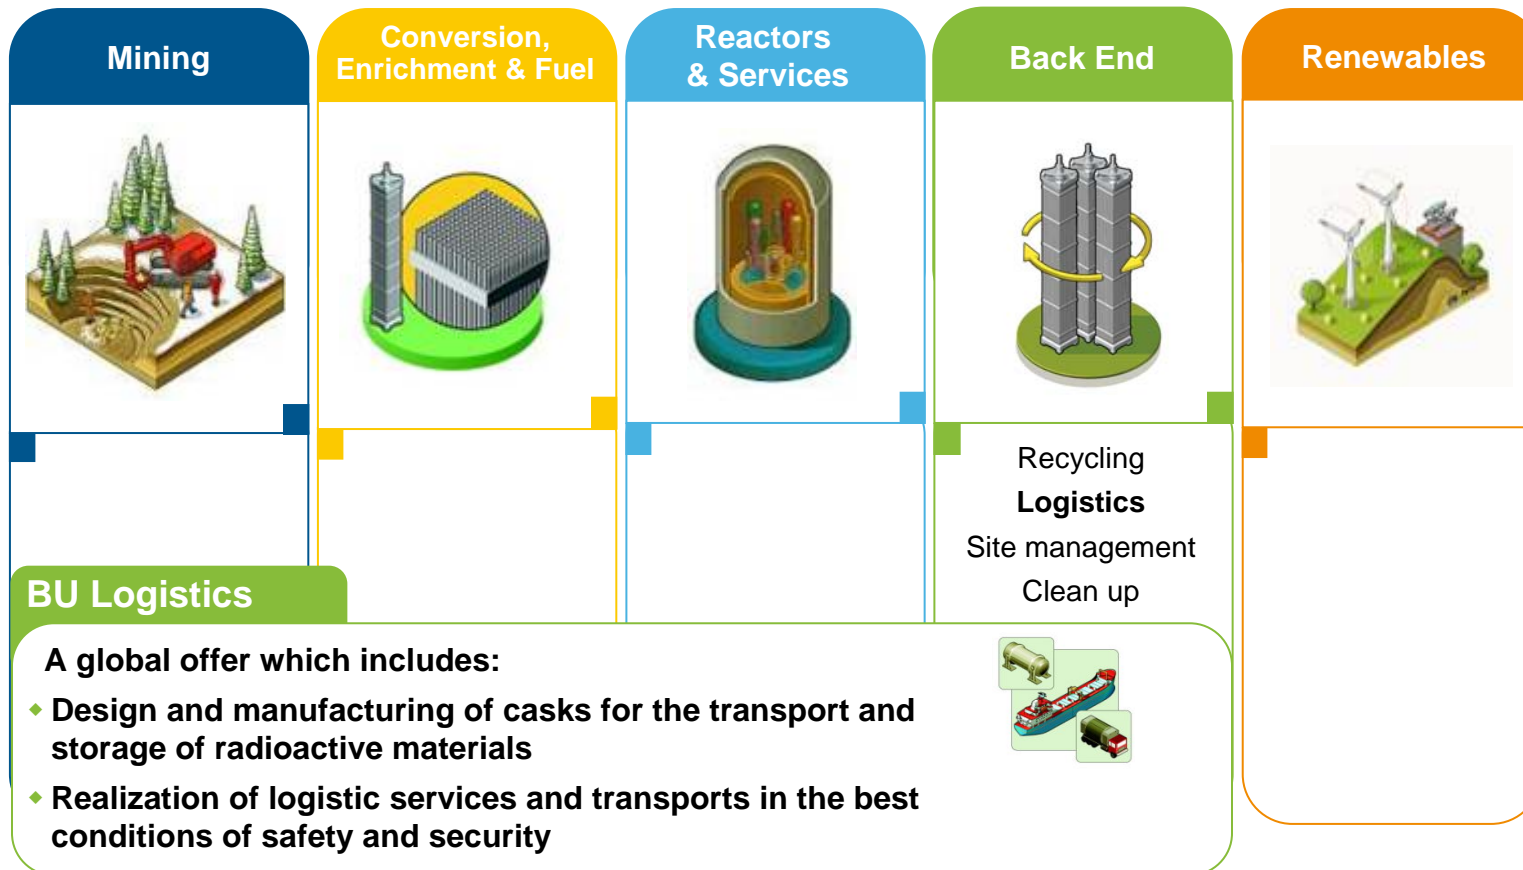 Mining
Conversion,
Enrichment & Fuel
Reactors
& Services
Back End
Renewables
Recycling
Logistics
Site management
Clean up
BU Logistics
A global offer which includes:
Design and manufacturing of casks for the transport and
storage of radioactive materials
Realization of logistic services and transports in the best
conditions of safety and security